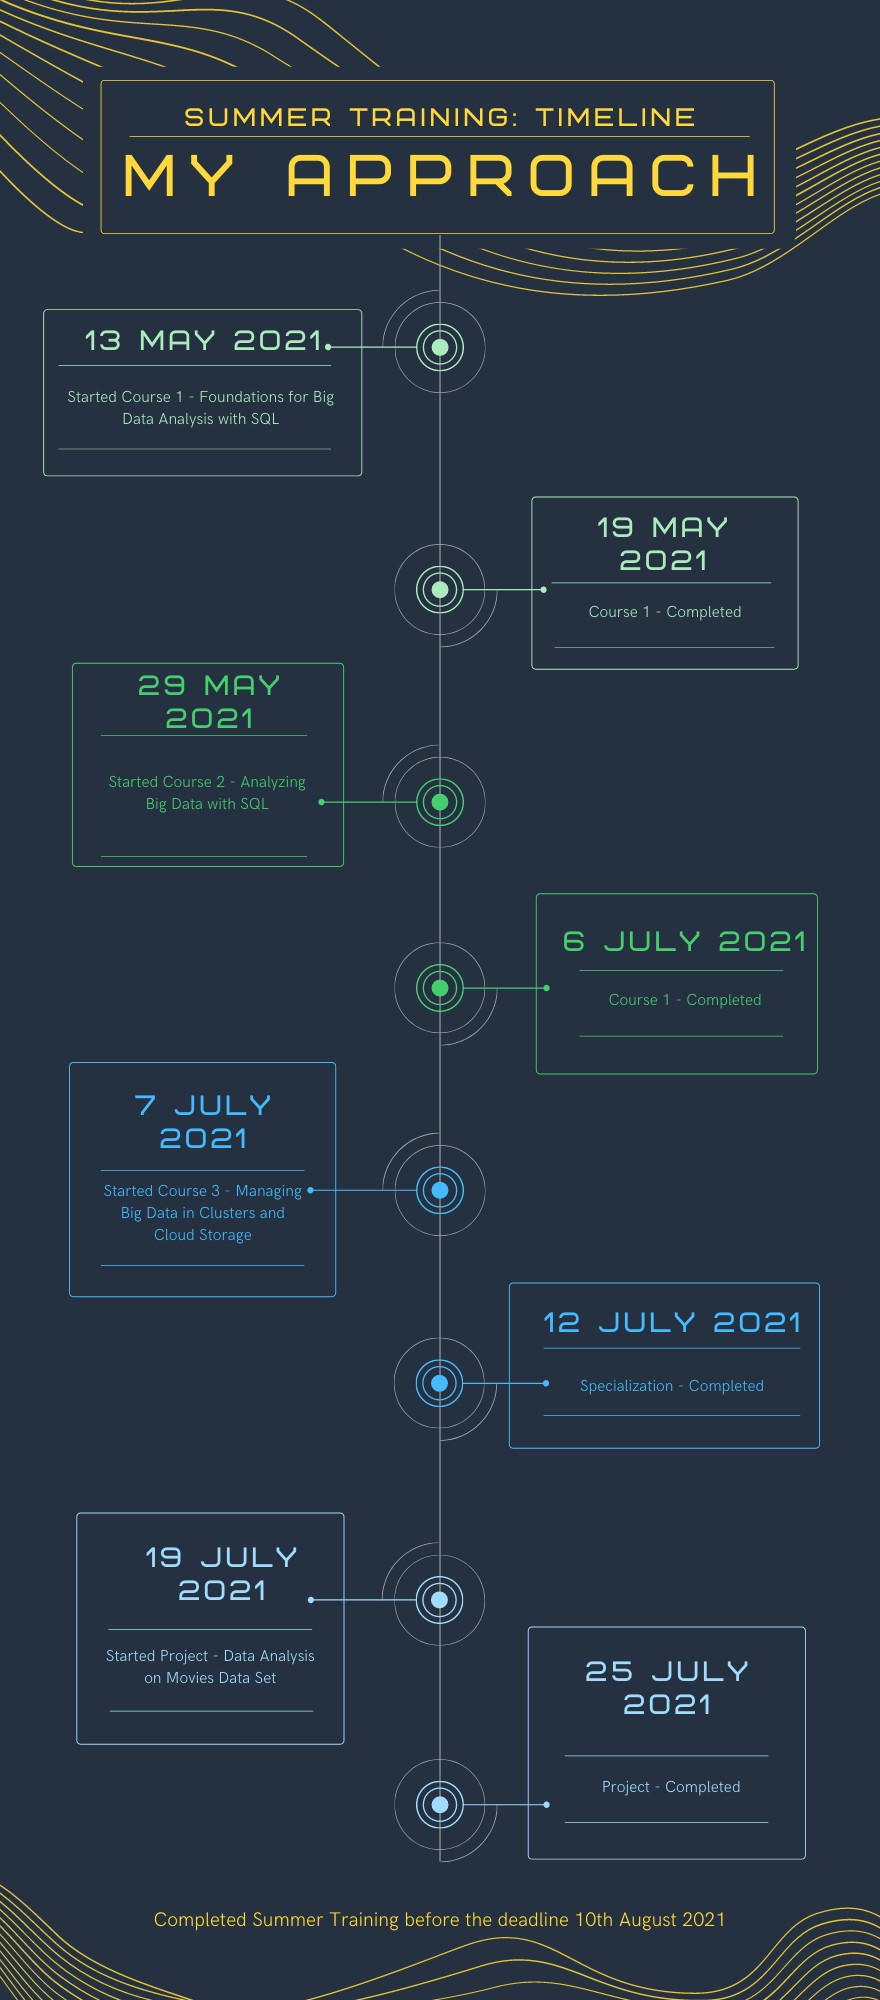 SUMMER TRAINING: TIMELINE
MY APPROACH
13 MAY 2021
Started Course 1 - Foundations for Big
Data Analysis with SQL
19 MAY
2021
Course 1 - Completed
29 MAY
2021
Started Course 2 - Analyzing
Big Data with SQL
6 JULY 2021
Course 1 - Completed
7 JULY
2021
Started Course 3 - Managing
Big Data in Clusters and
Cloud Storage
12 JULY 2021
Specialization - Completed
19 JULY
2021
Started Project - Data Analysis
on Movies Data Set
25 JULY
2021
Project - Completed
Completed Summer Training before the deadline 10th August 2021